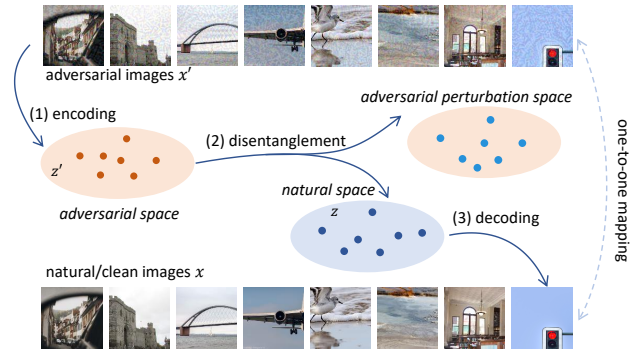 adversarial images x′
(1) encoding
adversarial perturbation space
(2) disentanglement
z′
adversarial space
natural space
z
(3) decoding
one-to-one mapping
natural/clean images x